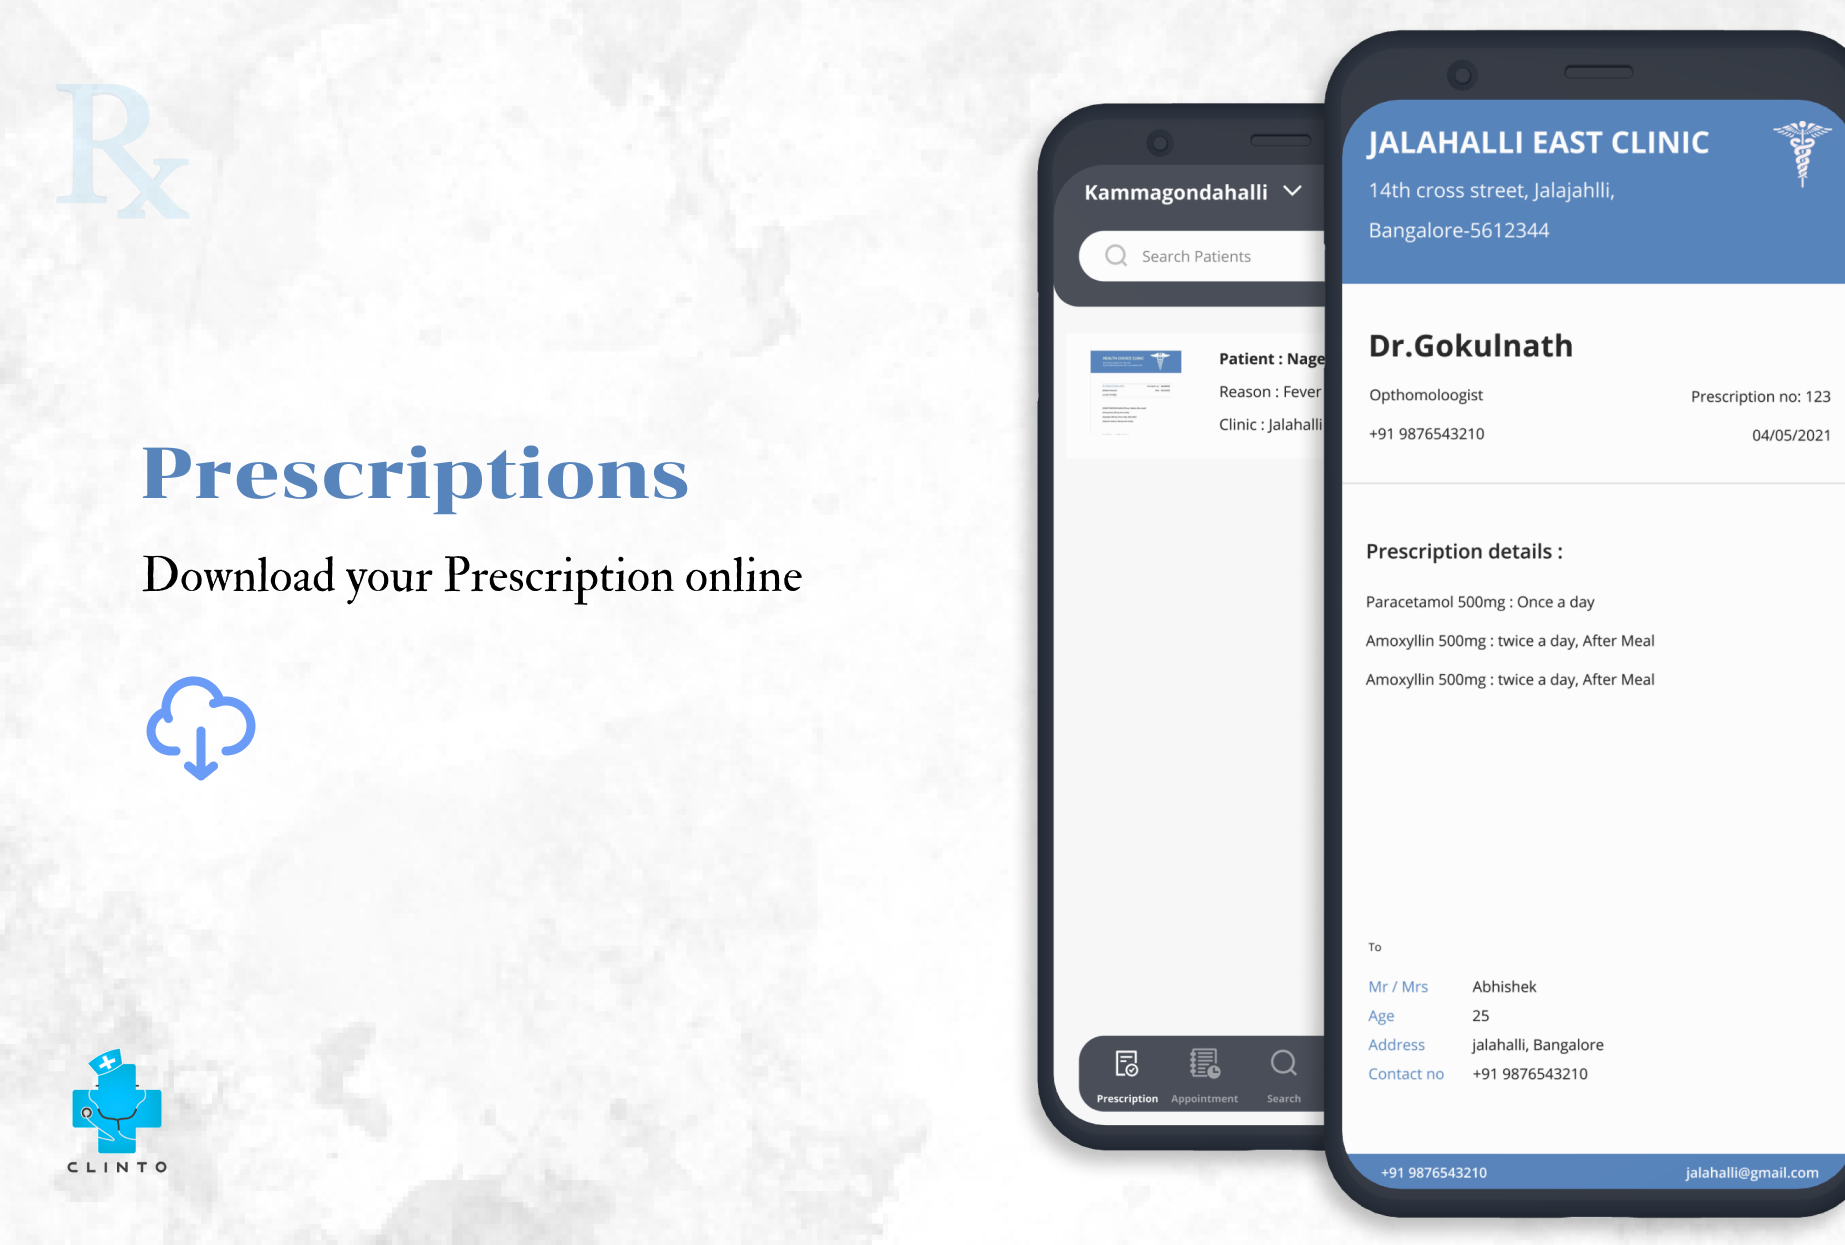 Rx
Prescriptions
Download your Prescription online
CLINTO
Kammagondahalli
Search Patients
Patient : Nage
Reason : Fever
Clinic : Jalahalli
Prescription
Appointment
Search
JALAHALLI EAST CLINIC
14th cross street, Jalajahlli,
Bangalore-5612344
Dr.Gokulnath
Opthomoloogist
Prescription no: 123
+91 9876543210
04/05/2021
Prescription details :
Paracetamol 500mg : Once a day
Amoxyllin 500mg : twice a day, After Meal
Amoxyllin 500mg : twice a day, After Meal
To
Mr / Mrs Abhishek
Age 25
Address jalahalli, Bangalore
Contact no +91 9876543210
+91 9876543210
jalahalli@gmail.com